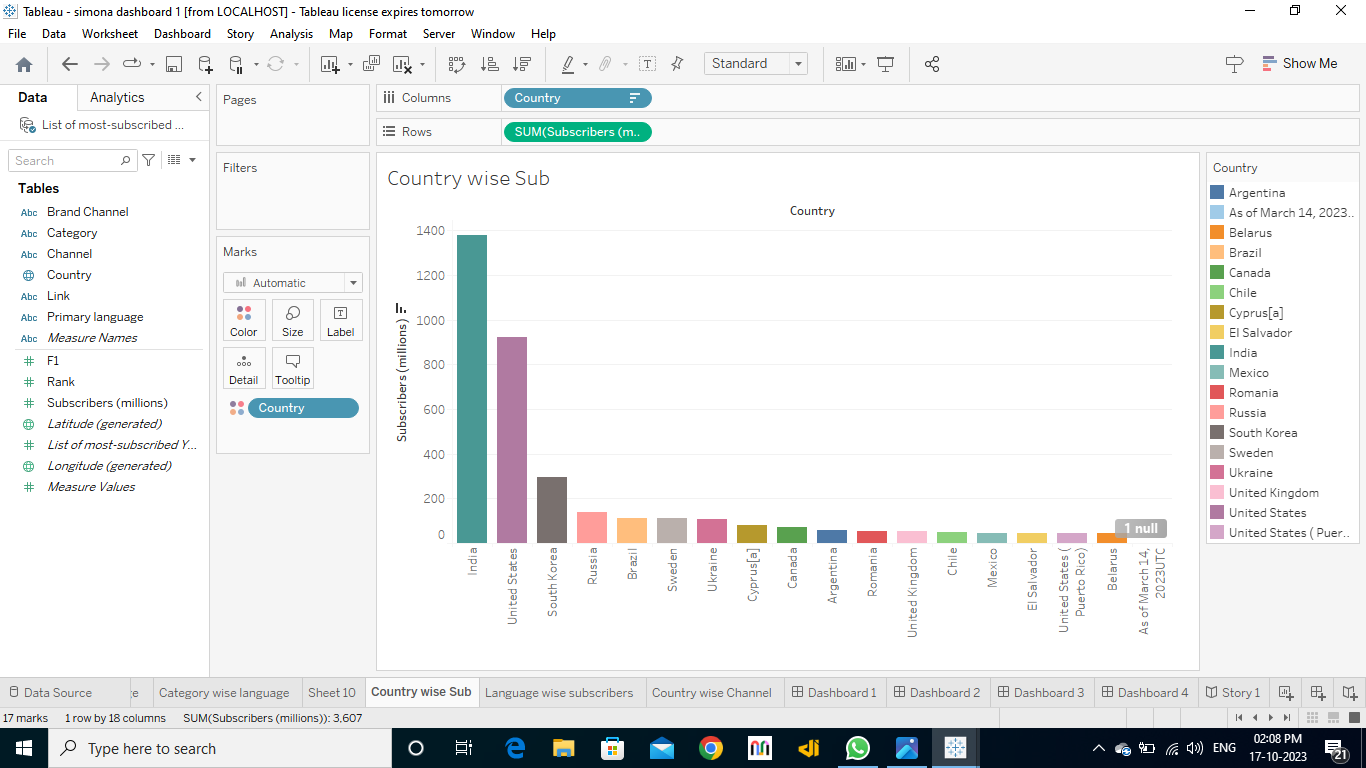 Tableau - simona dashboard 1 [from LOCALHOST] - Tableau license expires tomorrow
File Data Worksheet Dashboard Story Analysis Map Format Server Window Help
Standard
Show Me
Data Analytics
List of most-subscribed ...
Search
Tables
Abc Brand Channel
Abc Category
Abc Channel
Country
Abc Link
Abc Primary language
Abc Measure Names
# F1
# Rank
# Subscribers (millions)
Latitude (generated)
# List of most-subscribed Y...
Longitude (generated)
# Measure Values
Pages
Filters
Marks
Automatic
Color Size Label
Detail Tooltip
Country
Columns Country
Rows SUM(Subscribers (m..
Country wise Sub
Country
Subscribers (millions)
1400
1200
1000
800
600
400
200
0
1 null
India
United States
South Korea
Russia
Brazil
Sweden
Ukraine
Cyprus[a]
Canada
Argentina
Romania
United Kingdom
Chile
Mexico
El Salvador
United States (
Puerto Rico)
Belarus
As of March 14,
2023UTC
Country
Argentina
As of March 14, 2023..
Belarus
Brazil
Canada
Chile
Cyprus[a]
El Salvador
India
Mexico
Romania
Russia
South Korea
Sweden
Ukraine
United Kingdom
United States
United States ( Puer..
Data Source ge Category wise language Sheet 10 Country wise Sub Language wise subscribers Country wise Channel Dashboard 1 Dashboard 2 Dashboard 3 Dashboard 4 Story 1
17 marks 1 row by 18 columns SUM(Subscribers (millions)): 3,607
Type here to search
ENG
02:08 PM
17-10-2023
21